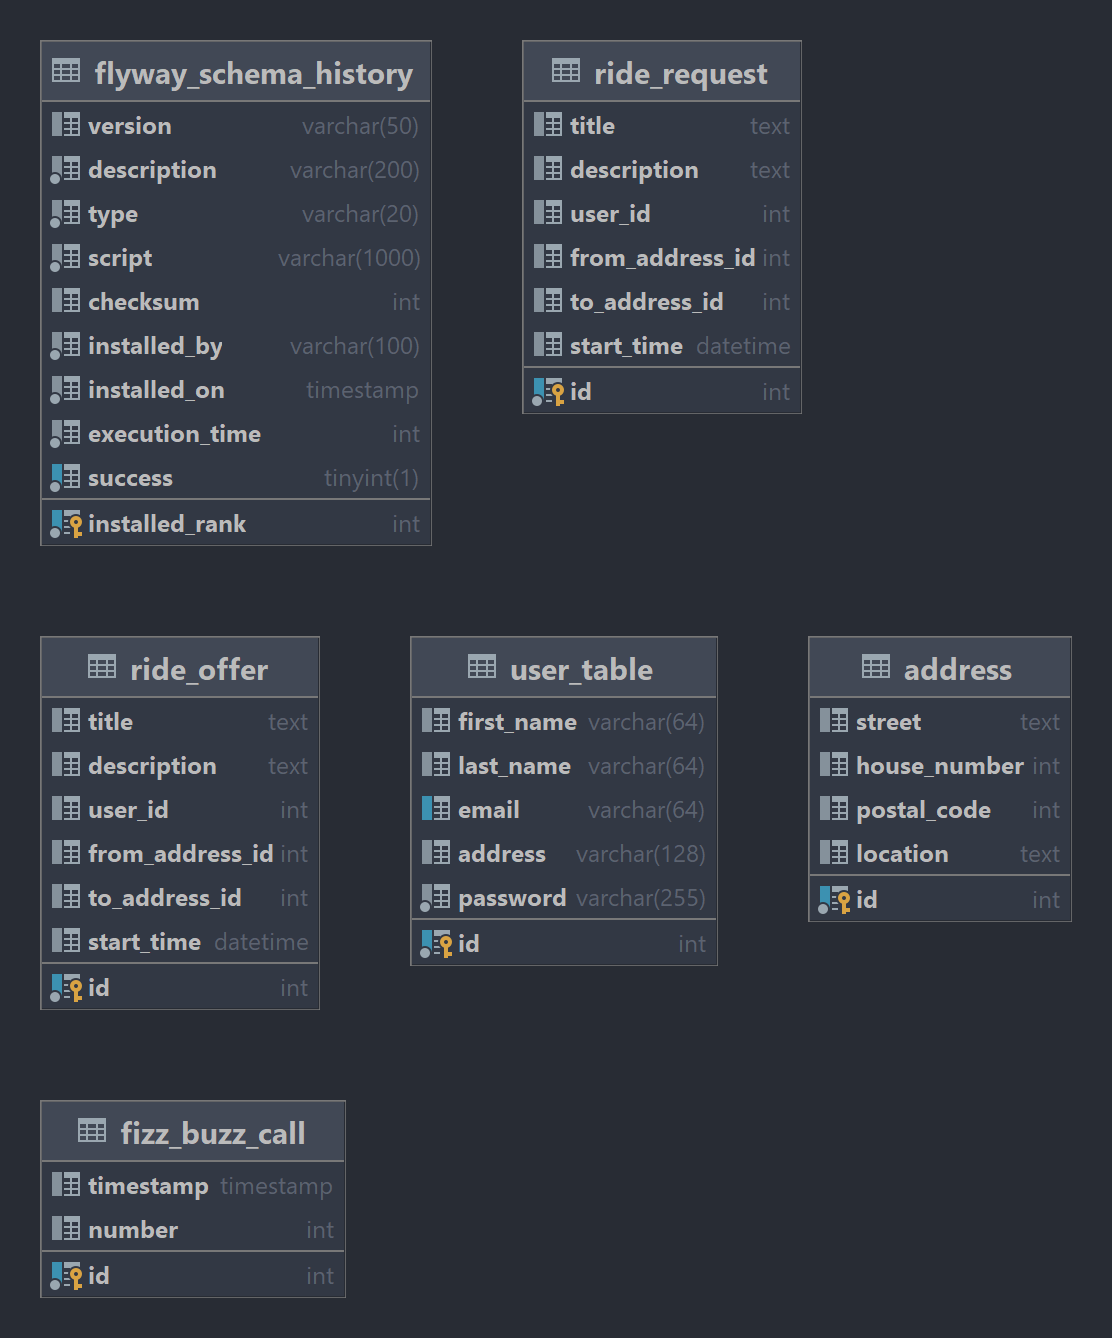 flyway_schema_history
version varchar(50)
description varchar(200)
type varchar(20)
script varchar(1000)
checksum int
installed_by varchar(100)
installed_on timestamp
execution_time int
success tinyint(1)
installed_rank int
ride_request
title text
description text
user_id int
from_address_id int
to_address_id int
start_time datetime
id int
ride_offer
title text
description text
user_id int
from_address_id int
to_address_id int
start_time datetime
id int
user_table
first_name varchar(64)
last_name varchar(64)
email varchar(64)
address varchar(128)
password varchar(255)
id int
address
street text
house_number int
postal_code int
location text
id int
fizz_buzz_call
timestamp timestamp
number int
id int